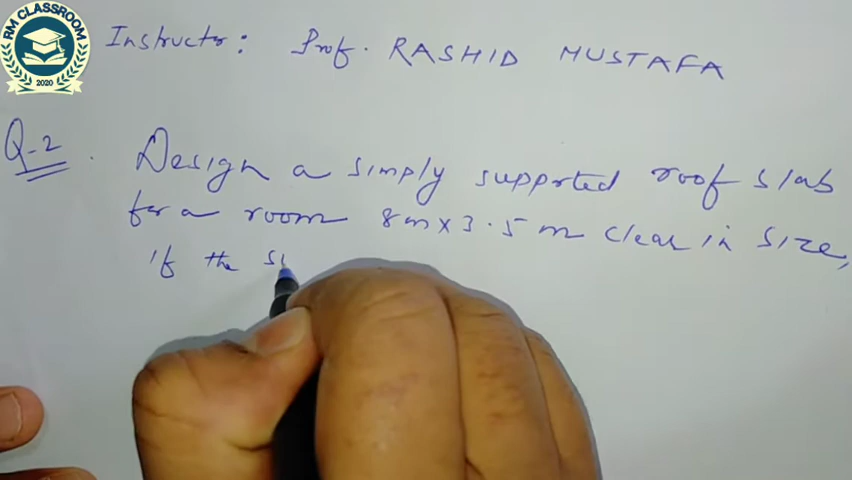 RM CLASSROOM
2020
Instructor: Prof. RASHID MUSTAFA
Q-2. Design a simply supported roof slab
for a room 8m x 3.5 m clear in size,
if the